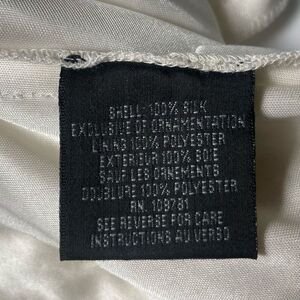 SHELL: 100% SILK
EXCLUSIVE OF ORNAMENTATION
LINING 100% POLYESTER
EXTERIEUR 100% SOIE
SAUF LES ORNEMENTS
DOUBLURE 100% POLYESTER
RN. 108781
SEE REVERSE FOR CARE
INSTRUCTIONS AU VERSO